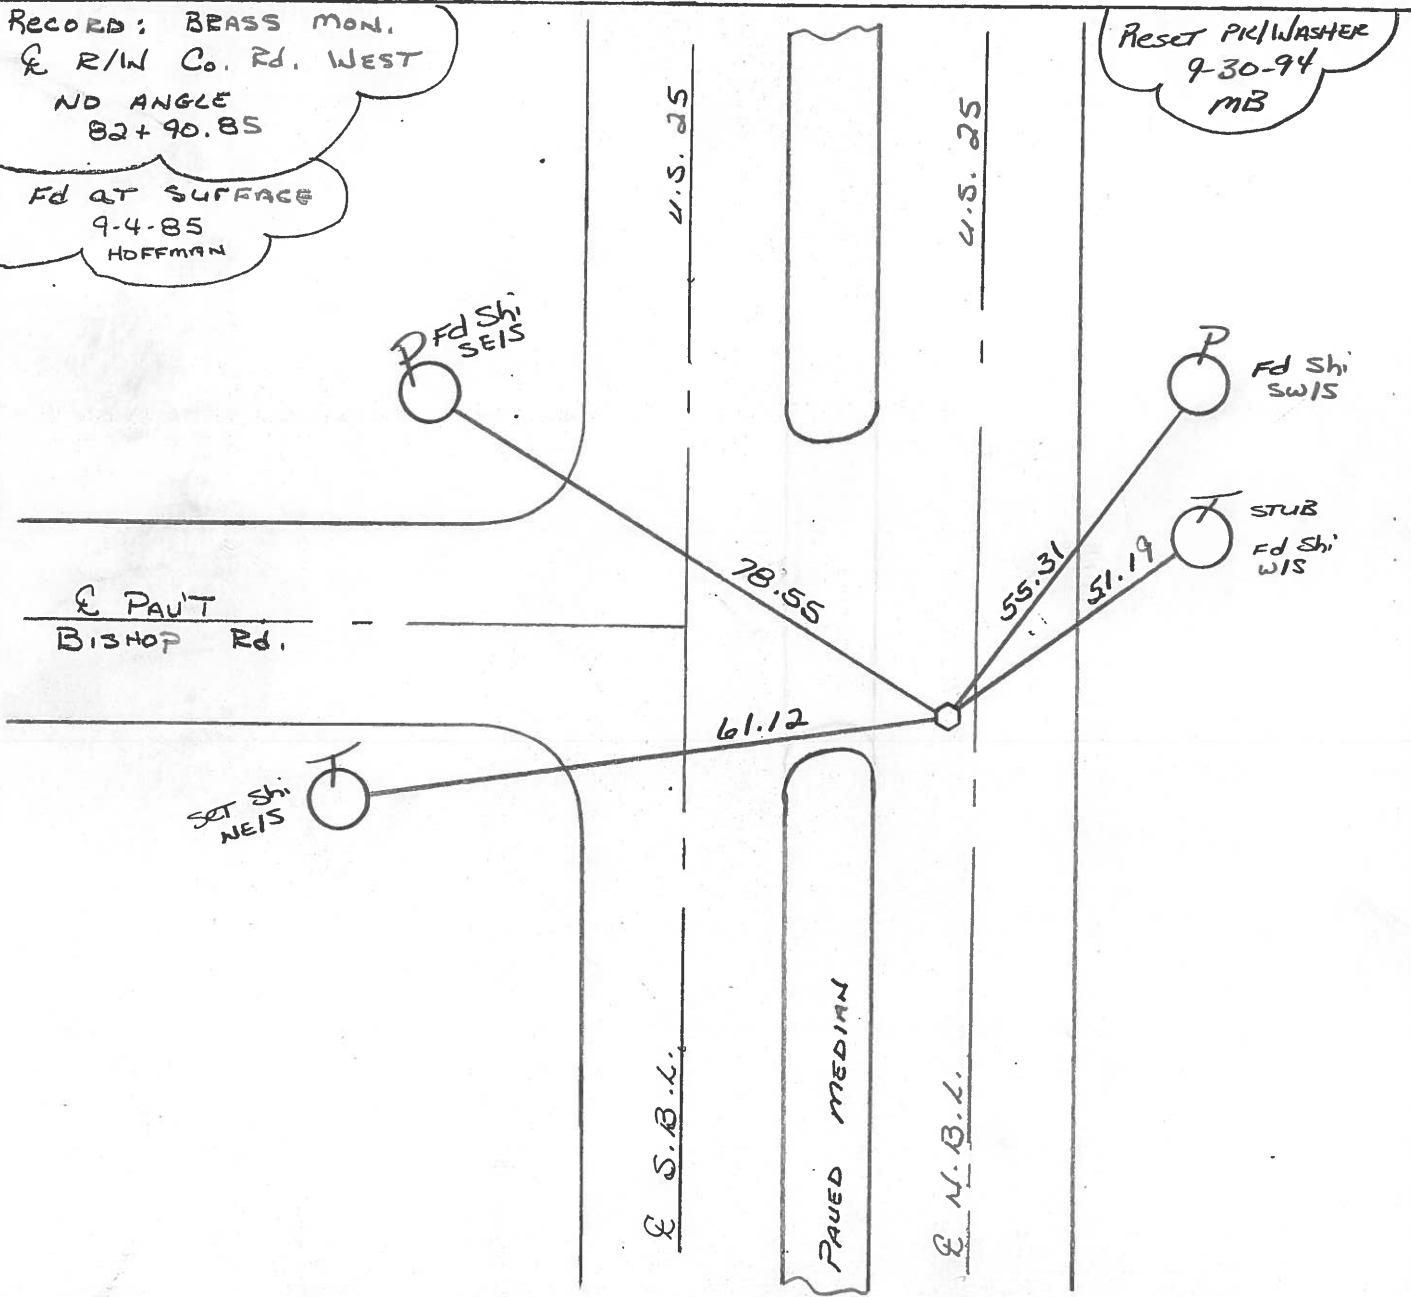 RECORD: BRASS MON.
℄ R/W Co. Rd. WEST
NO ANGLE
82+90.85
Fd at SURFACE
9-4-85
HOFFMAN
Reset PK/WASHER
9-30-94
MB
U.S. 25
U.S. 25
P
Fd Shi
SE/S
P
Fd Shi
SW/S
T
STUB
Fd Shi
W/S
78.55
55.31
51.19
℄ PAV'T
BISHOP Rd.
61.12
T
Set Shi
NE/S
℄ S.B.L.
PAVED MEDIAN
℄ N.B.L.